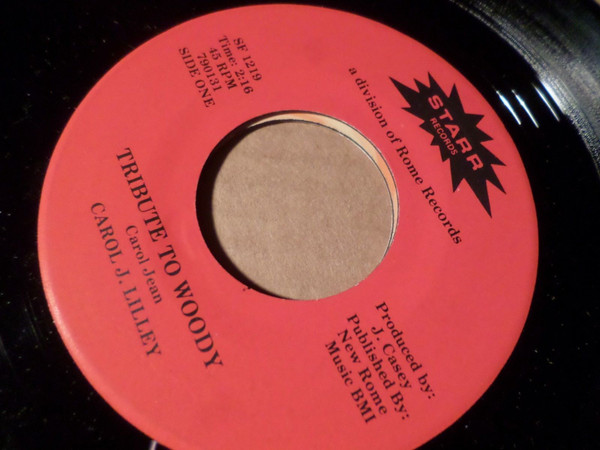 STARR
RECORDS
a division of Rome Records
SF 1219
Time: 2:16
45 RPM
790131
SIDE ONE
Produced by:
J. Casey
Published By:
New Rome
Music BMI
TRIBUTE TO WOODY
Carol Jean
CAROL J. LILLEY